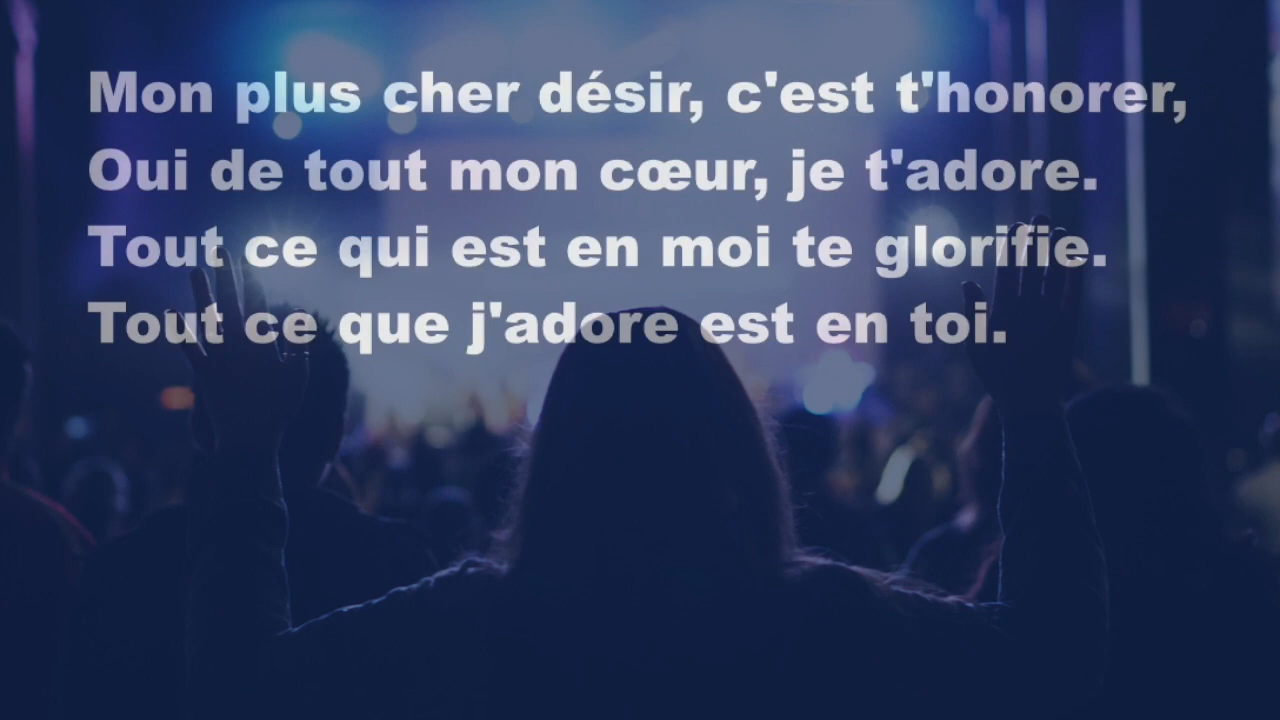 Mon plus cher désir, c'est t'honorer,
Oui de tout mon cœur, je t'adore.
Tout ce qui est en moi te glorifie.
Tout ce que j'adore est en toi.